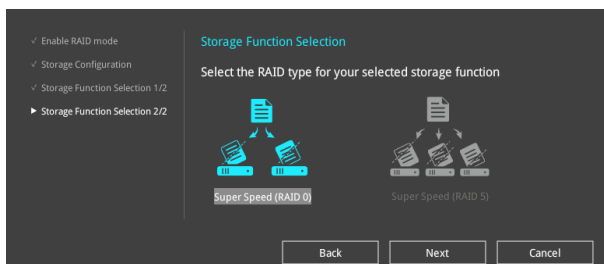 ✓ Enable RAID mode
✓ Storage Configuration
✓ Storage Function Selection 1/2
► Storage Function Selection 2/2
Storage Function Selection
Select the RAID type for your selected storage function
Super Speed (RAID 0)
Super Speed (RAID 5)
Back
Next
Cancel